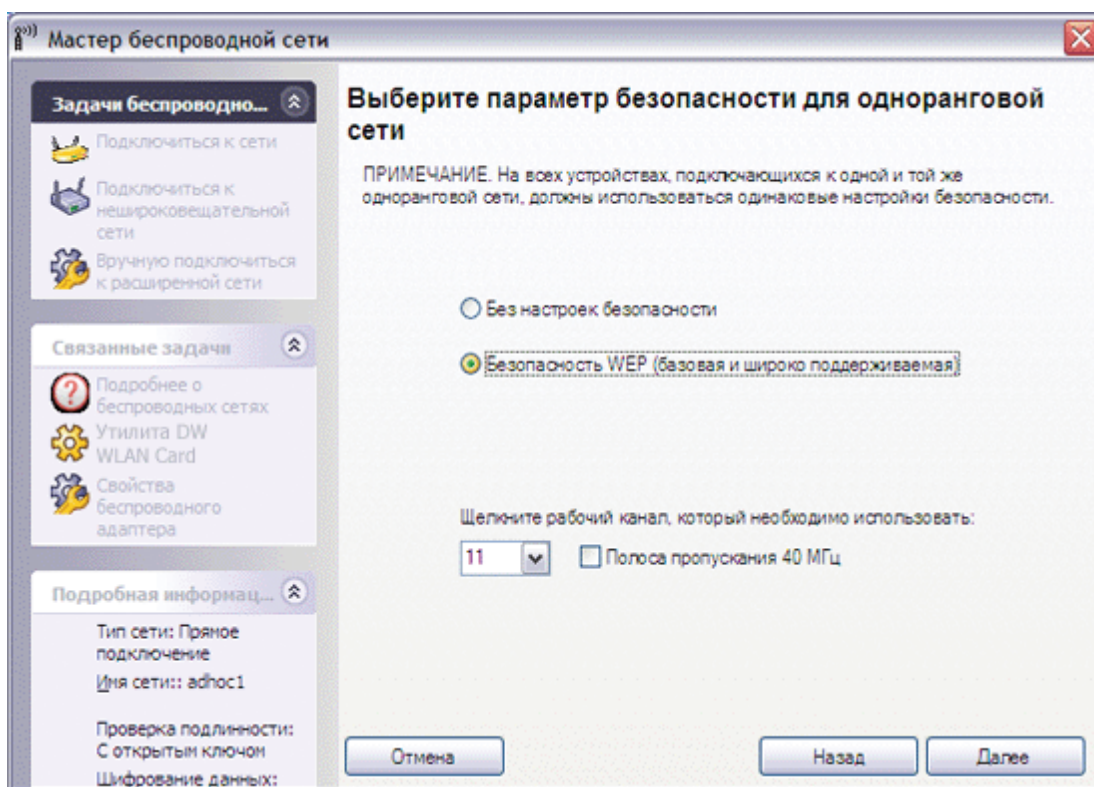 Мастер беспроводной сети
Задачи беспроводно...
Подключиться к сети
Подключиться к
нешироковещательной
сети
Вручную подключиться
к расширенной сети
Связанные задачи
Подробнее о
беспроводных сетях
Утилита DW
WLAN Card
Свойства
беспроводного
адаптера
Подробная информац...
Тип сети: Прямое
подключение
Имя сети:: adhoc1
Проверка подлинности:
С открытым ключом
Шифрование данных:
Выберите параметр безопасности для одноранговой
сети
ПРИМЕЧАНИЕ. На всех устройствах, подключающихся к одной и той же
одноранговой сети, должны использоваться одинаковые настройки безопасности.
Без настроек безопасности
Безопасность WEP (базовая и широко поддерживаемая)
Щелкните рабочий канал, который необходимо использовать:
11 Полоса пропускания 40 МГц
Отмена Назад Далее